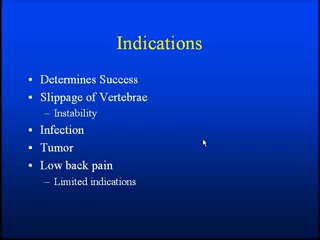 Indications
• Determines Success
• Slippage of Vertebrae
– Instability
• Infection
• Tumor
• Low back pain
– Limited indications